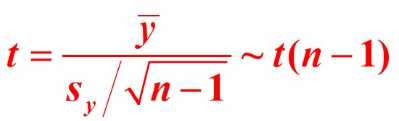 t = ȳ / (s_y / √(n − 1)) ~ t(n − 1)